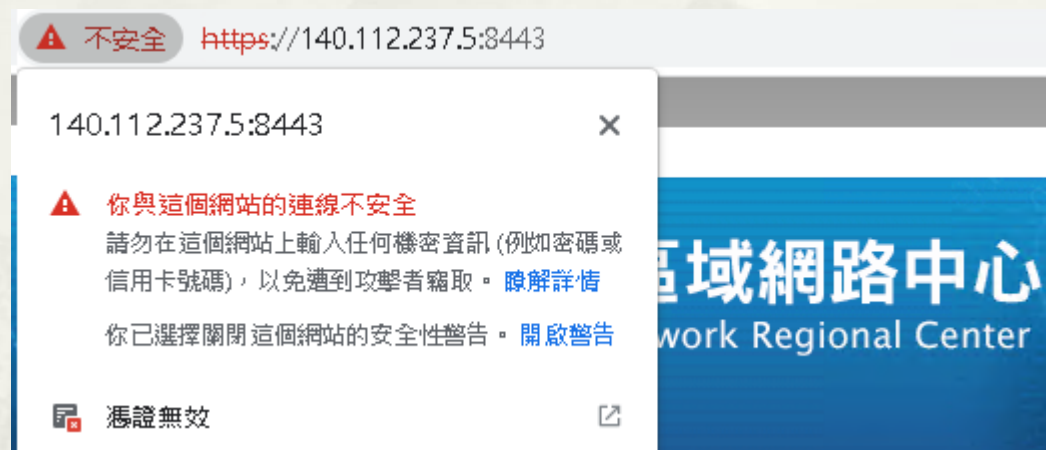 不安全 https://140.112.237.5:8443
140.112.237.5:8443
你與這個網站的連線不安全
請勿在這個網站上輸入任何機密資訊 (例如密碼或
信用卡號碼)，以免遭到攻擊者竊取。 瞭解詳情
你已選擇關閉這個網站的安全性警告。 開啟警告
憑證無效
區域網路中心
work Regional Center